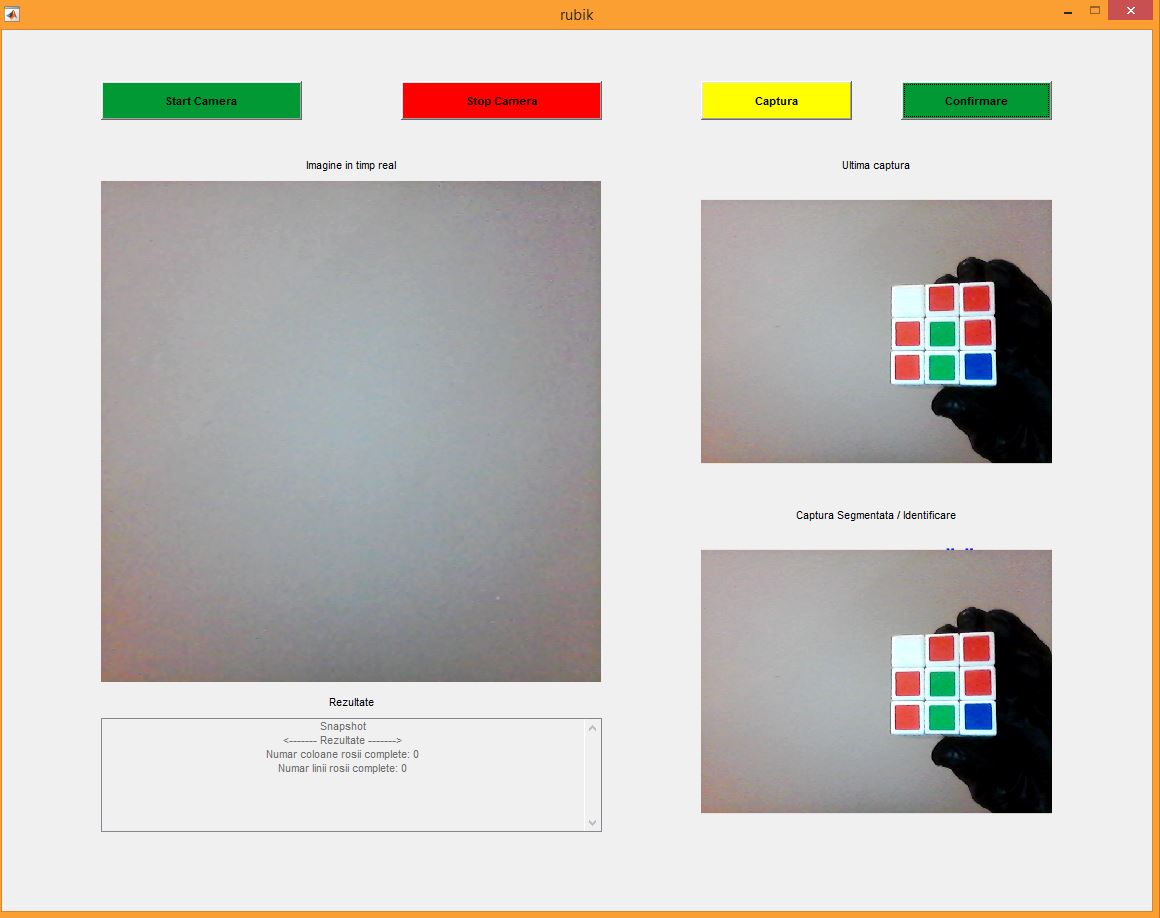 rubik
Start Camera
Stop Camera
Captura
Confirmare
Imagine in timp real
Ultima captura
Captura Segmentata / Identificare
Rezultate
Snapshot
<------- Rezultate ------->
Numar coloane rosii complete: 0
Numar linii rosii complete: 0